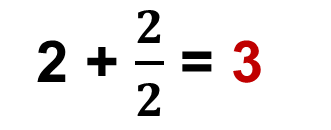 2 + 2/2 = 3